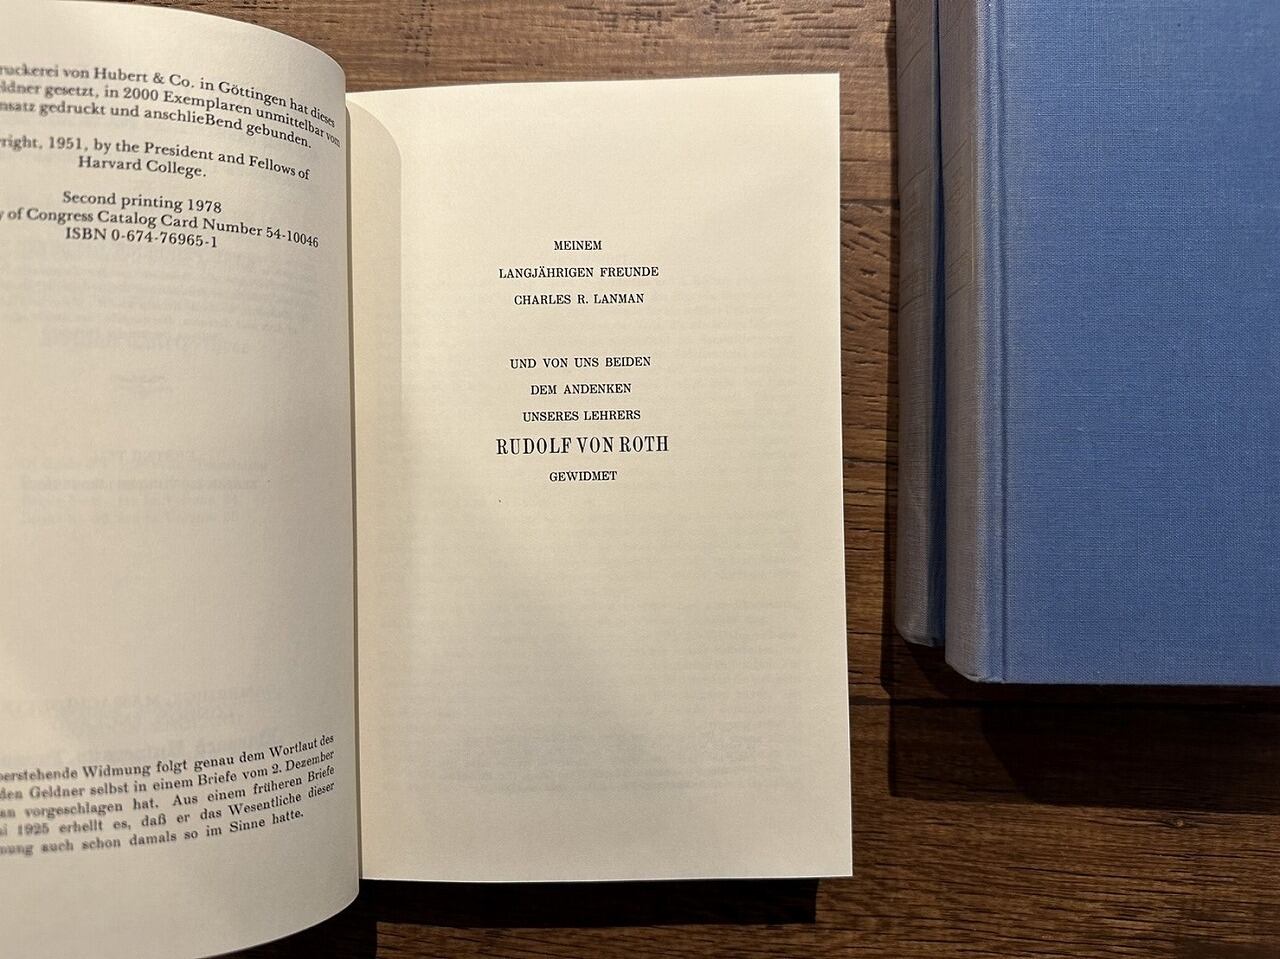 ruckerei von Hubert & Co. in Göttingen hat dieses
eldner gesetzt, in 2000 Exemplaren unmittelbar vom
nsatz gedruckt und anschlieBend gebunden.
right, 1951, by the President and Fellows of
Harvard College.
Second printing 1978
y of Congress Catalog Card Number 54-10046
ISBN 0-674-76965-1
berstehende Widmung folgt genau dem Wortlaut des
den Geldner selbst in einem Briefe vom 2. Dezember
an vorgeschlagen hat. Aus einem früheren Briefe
ai 1925 erhellt es, daß er das Wesentliche dieser
mung auch schon damals so im Sinne hatte.
MEINEM
LANGJÄHRIGEN FREUNDE
CHARLES R. LANMAN
UND VON UNS BEIDEN
DEM ANDENKEN
UNSERES LEHRERS
RUDOLF VON ROTH
GEWIDMET